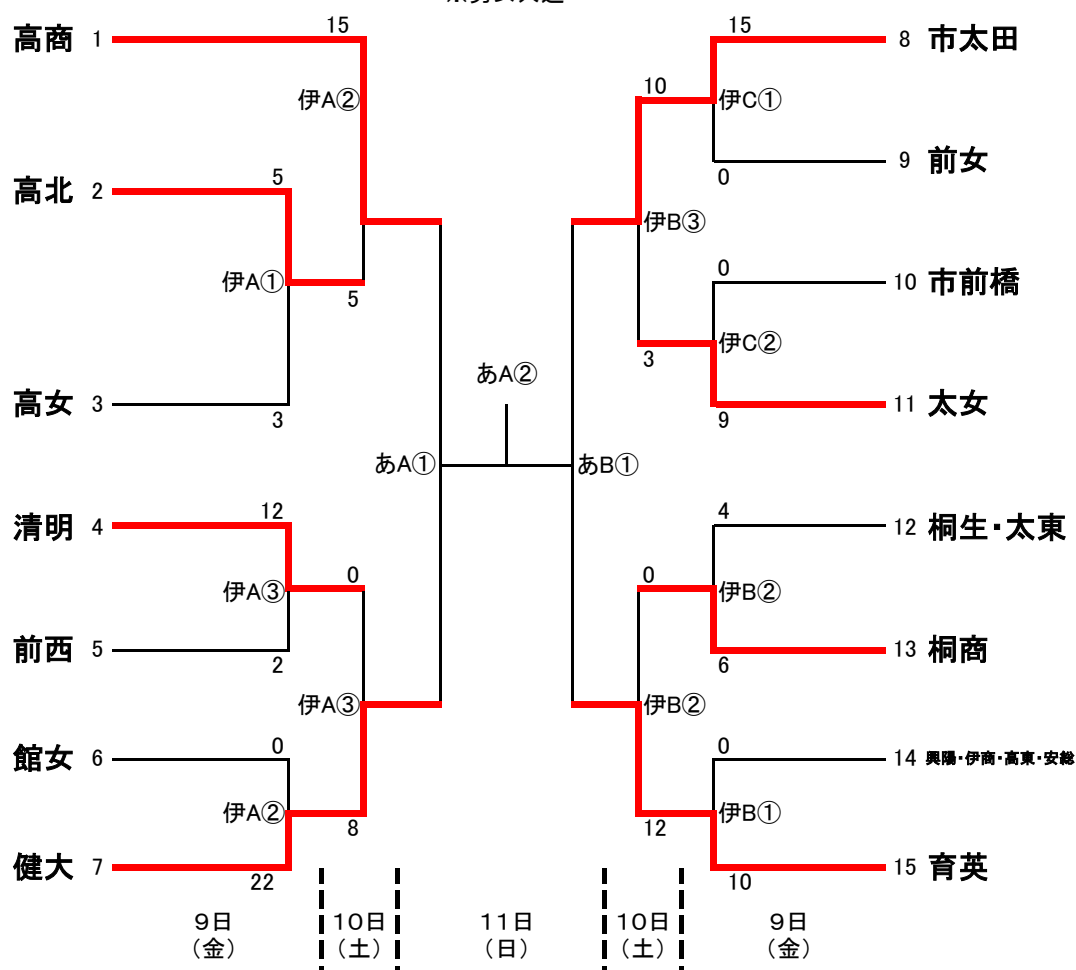 15
15
高商 1
8 市太田
伊A②
10
伊C①
9 前女
0
高北 2
5
伊B③
0
伊A①
5
10 市前橋
3
伊C②
あA②
高女 3
3
9
11 太女
あA①
あB①
清明 4
12
4
12 桐生・太東
0
0
伊A③
伊B②
前西 5
2
6
13 桐商
伊A③
伊B②
館女 6
0
0
14 興陽・伊商・高東・安総
伊A②
伊B①
8
12
健大 7
22
10
15 育英
9日
(金)
10日
(土)
11日
(日)
10日
(土)
9日
(金)